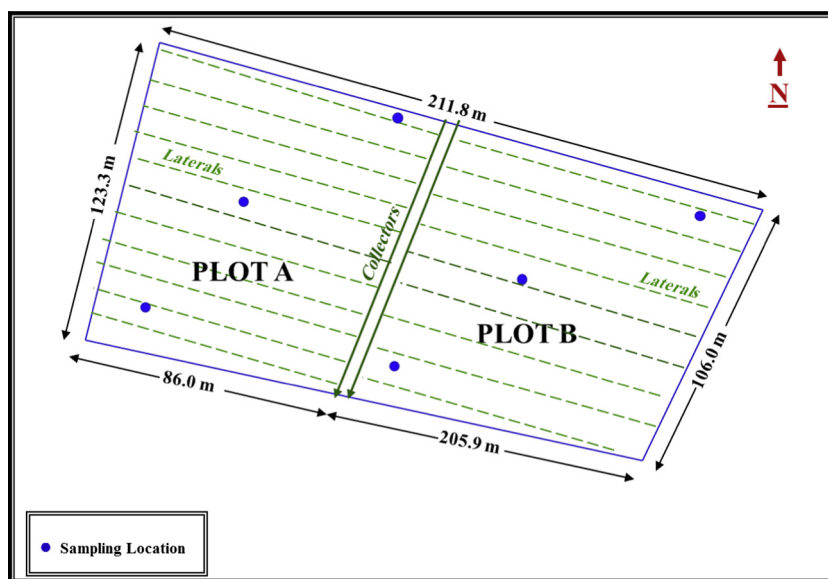 211.8 m
N
123.3 m
Laterals
Collectors
PLOT A
Laterals
PLOT B
106.0 m
86.0 m
205.9 m
Sampling Location